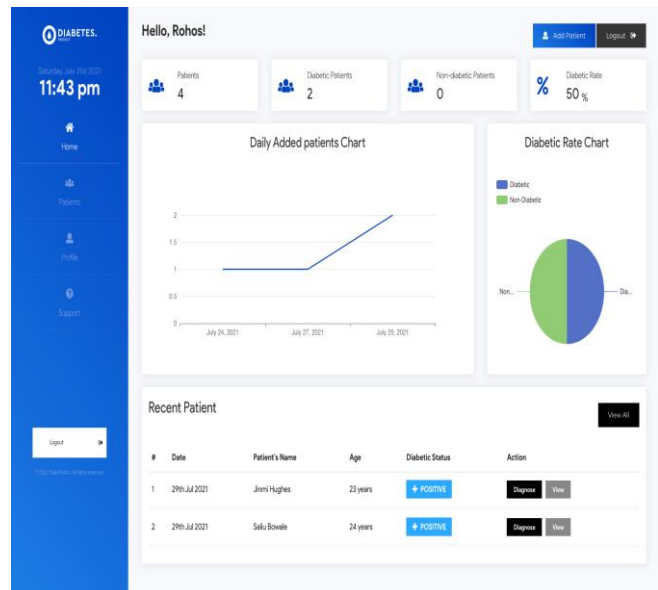 DIABETES.
Hello, Rohos!
Add Patient
Logout
Saturday, July 31st 2021
11:43 pm
Home
Patients
Profile
Support
Logout
Patients
4
Diabetic Patients
2
Non-diabetic Patients
0
Diabetic Rate
50 %
Daily Added patients Chart
2
1.5
1
0.5
0
July 24, 2021
July 27, 2021
July 29, 2021
Diabetic Rate Chart
Diabetic
Non-Diabetic
Non...
Dia...
Recent Patient
View All
# Date Patient's Name Age Diabetic Status Action
1 29th Jul 2021 Jinmi Hughes 23 years + POSITIVE Diagnose View
2 29th Jul 2021 Saliu Bowale 24 years + POSITIVE Diagnose View